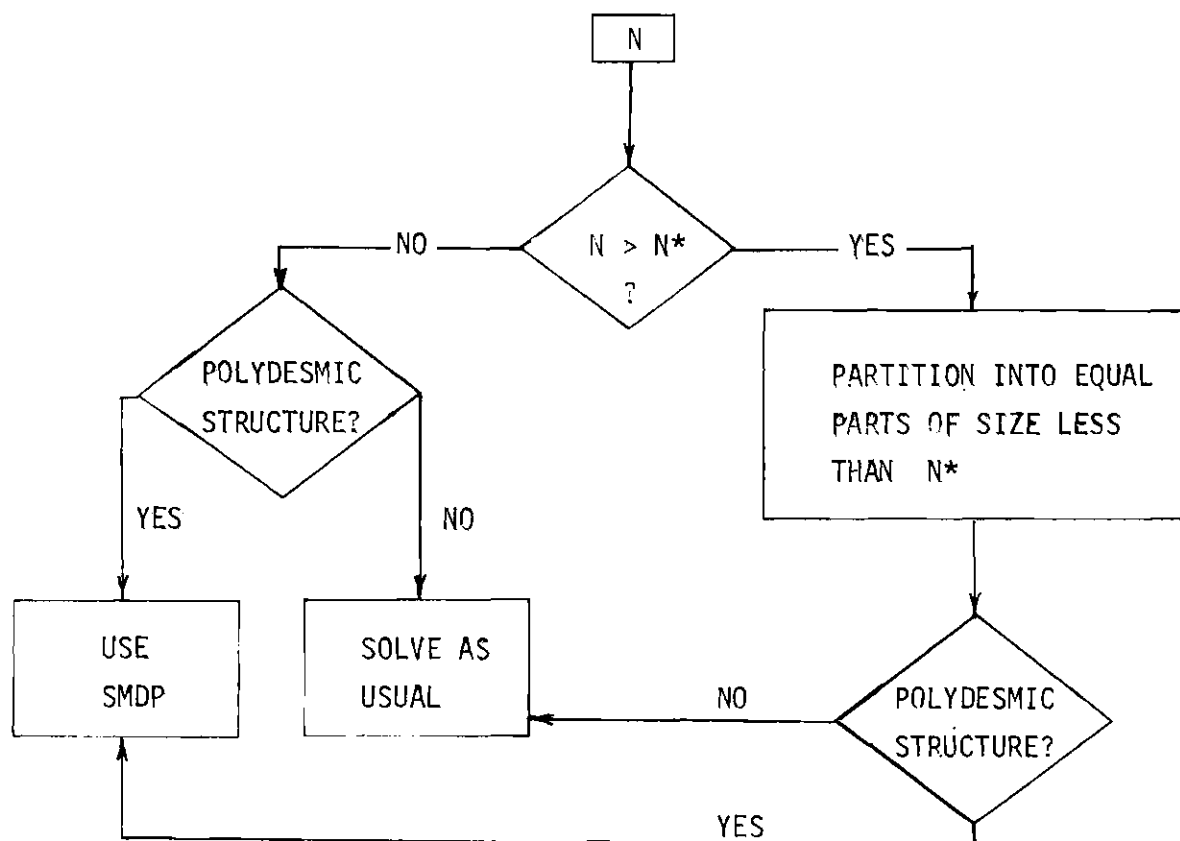 N
N > N*
?
NO
YES
POLYDESMIC
STRUCTURE?
PARTITION INTO EQUAL
PARTS OF SIZE LESS
THAN N*
YES
NO
USE
SMDP
SOLVE AS
USUAL
NO
POLYDESMIC
STRUCTURE?
YES